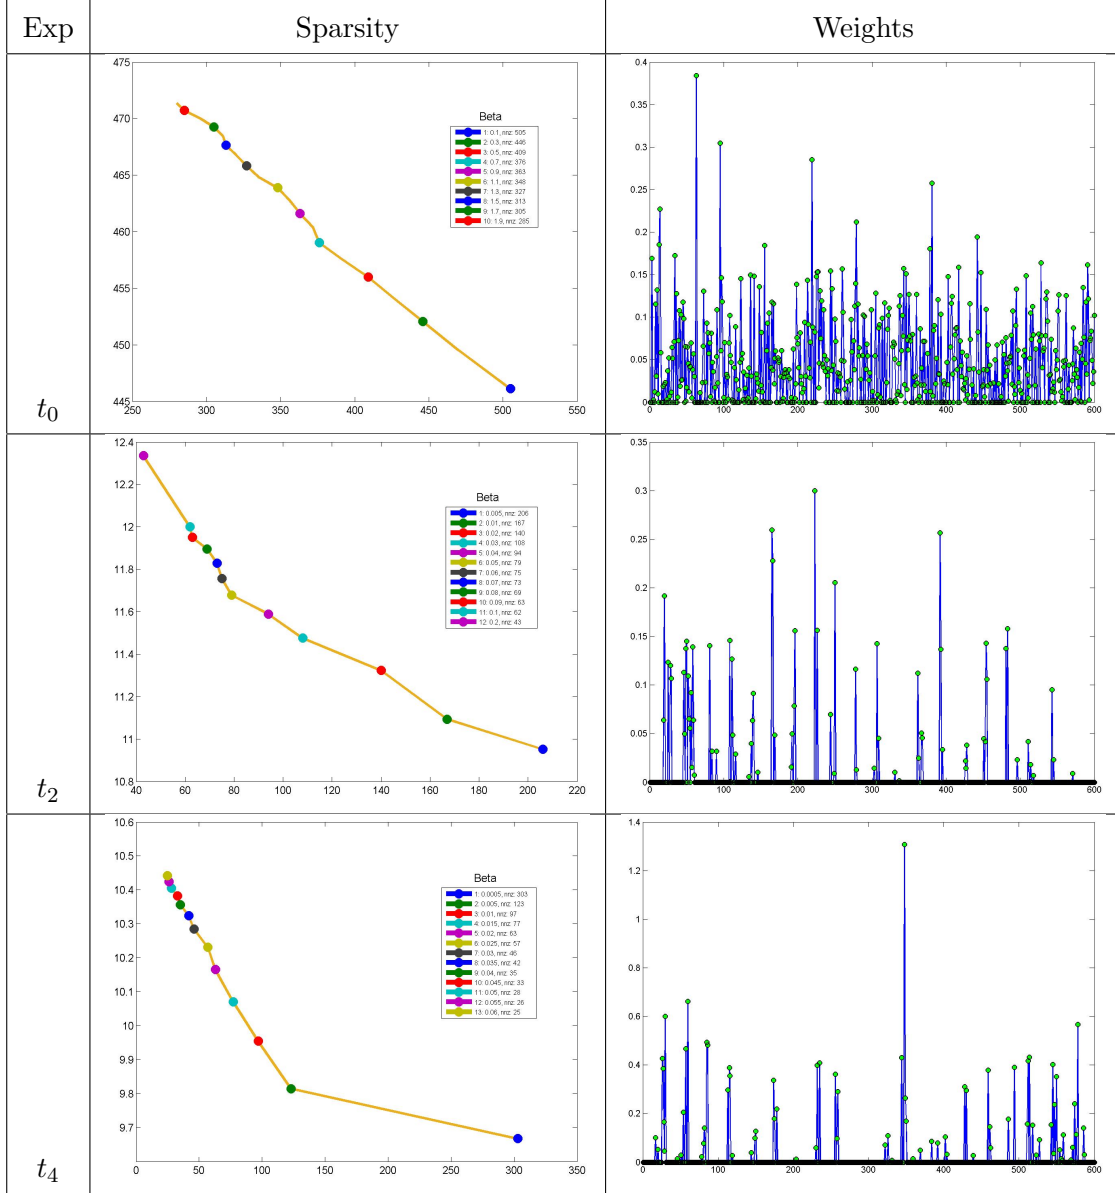 Exp Sparsity Weights
475
470
465
460
455
450
445
250 300 350 400 450 500 550
Beta
1: 0.1, nnz: 505
2: 0.3, nnz: 446
3: 0.5, nnz: 409
4: 0.7, nnz: 376
5: 0.9, nnz: 363
6: 1.1, nnz: 348
7: 1.3, nnz: 327
8: 1.5, nnz: 313
9: 1.7, nnz: 305
10: 1.9, nnz: 285
0.4
0.35
0.3
0.25
0.2
0.15
0.1
0.05
0
0 100 200 300 400 500 600
t0
12.4
12.2
12
11.8
11.6
11.4
11.2
11
10.8
40 60 80 100 120 140 160 180 200 220
Beta
1: 0.005, nnz: 206
2: 0.01, nnz: 167
3: 0.02, nnz: 140
4: 0.03, nnz: 108
5: 0.04, nnz: 94
6: 0.05, nnz: 79
7: 0.06, nnz: 75
8: 0.07, nnz: 73
9: 0.08, nnz: 69
10: 0.09, nnz: 63
11: 0.1, nnz: 62
12: 0.2, nnz: 43
0.35
0.3
0.25
0.2
0.15
0.1
0.05
0
0 100 200 300 400 500 600
t2
10.6
10.5
10.4
10.3
10.2
10.1
10
9.9
9.8
9.7
0 50 100 150 200 250 300 350
Beta
1: 0.0005, nnz: 303
2: 0.005, nnz: 123
3: 0.01, nnz: 97
4: 0.015, nnz: 77
5: 0.02, nnz: 63
6: 0.025, nnz: 57
7: 0.03, nnz: 46
8: 0.035, nnz: 42
9: 0.04, nnz: 35
10: 0.045, nnz: 33
11: 0.05, nnz: 28
12: 0.055, nnz: 26
13: 0.06, nnz: 25
1.4
1.2
1
0.8
0.6
0.4
0.2
0
0 100 200 300 400 500 600
t4